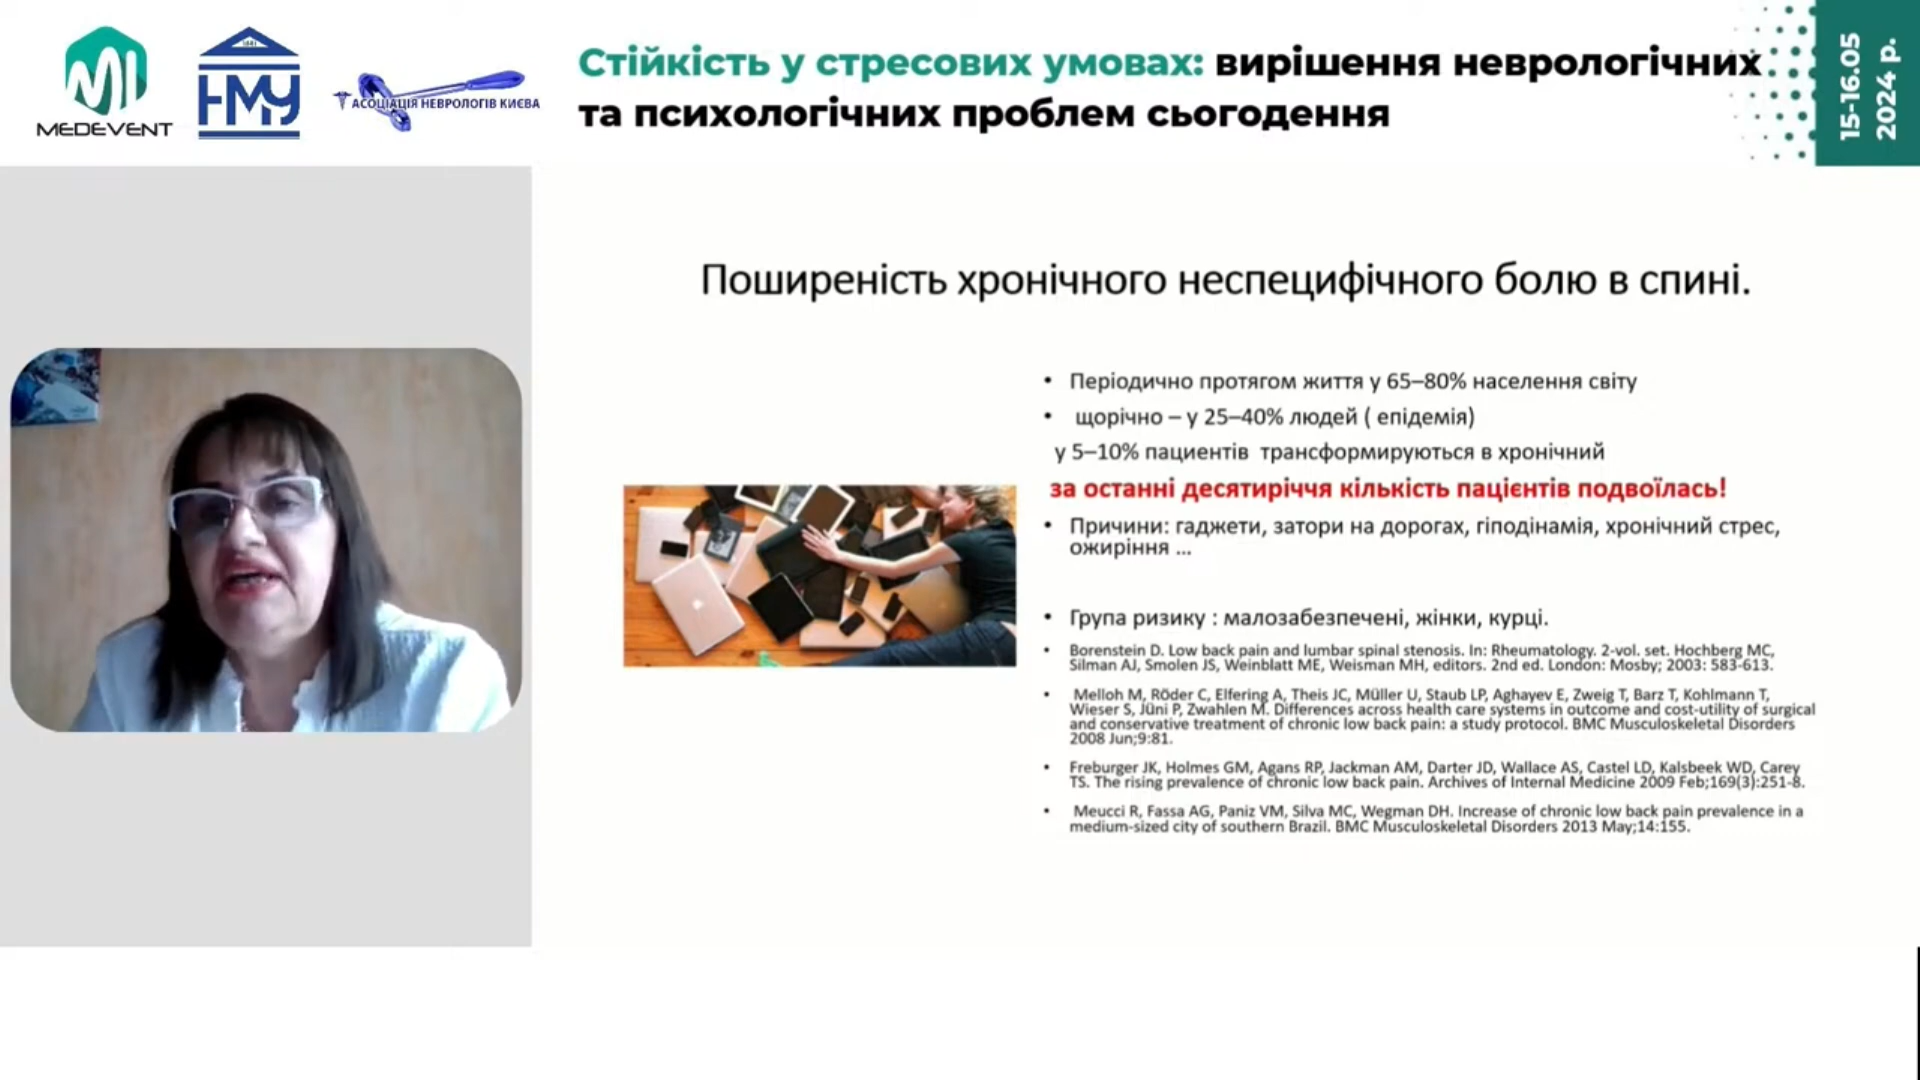 MEDEVENT
1841
НМУ
АСОЦІАЦІЯ НЕВРОЛОГІВ КИЄВА
Стійкість у стресових умовах: вирішення неврологічних
та психологічних проблем сьогодення
15-16.05
2024 р.
Поширеність хронічного неспецифічного болю в спині.
• Періодично протягом життя у 65–80% населення світу
• щорічно – у 25–40% людей ( епідемія)
у 5–10% пациентів трансформируються в хронічний
за останні десятиріччя кількість пацієнтів подвоїлась!
• Причини: гаджети, затори на дорогах, гіподінамія, хронічний стрес,
ожиріння ...
• Група ризику : малозабезпечені, жінки, курці.
• Borenstein D. Low back pain and lumbar spinal stenosis. In: Rheumatology. 2-vol. set. Hochberg MC,
Silman AJ, Smolen JS, Weinblatt ME, Weisman MH, editors. 2nd ed. London: Mosby; 2003: 583-613.
• Melloh M, Röder C, Elfering A, Theis JC, Müller U, Staub LP, Aghayev E, Zweig T, Barz T, Kohlmann T,
Wieser S, Jüni P, Zwahlen M. Differences across health care systems in outcome and cost-utility of surgical
and conservative treatment of chronic low back pain: a study protocol. BMC Musculoskeletal Disorders
2008 Jun;9:81.
• Freburger JK, Holmes GM, Agans RP, Jackman AM, Darter JD, Wallace AS, Castel LD, Kalsbeek WD, Carey
TS. The rising prevalence of chronic low back pain. Archives of Internal Medicine 2009 Feb;169(3):251-8.
• Meucci R, Fassa AG, Paniz VM, Silva MC, Wegman DH. Increase of chronic low back pain prevalence in a
medium-sized city of southern Brazil. BMC Musculoskeletal Disorders 2013 May;14:155.